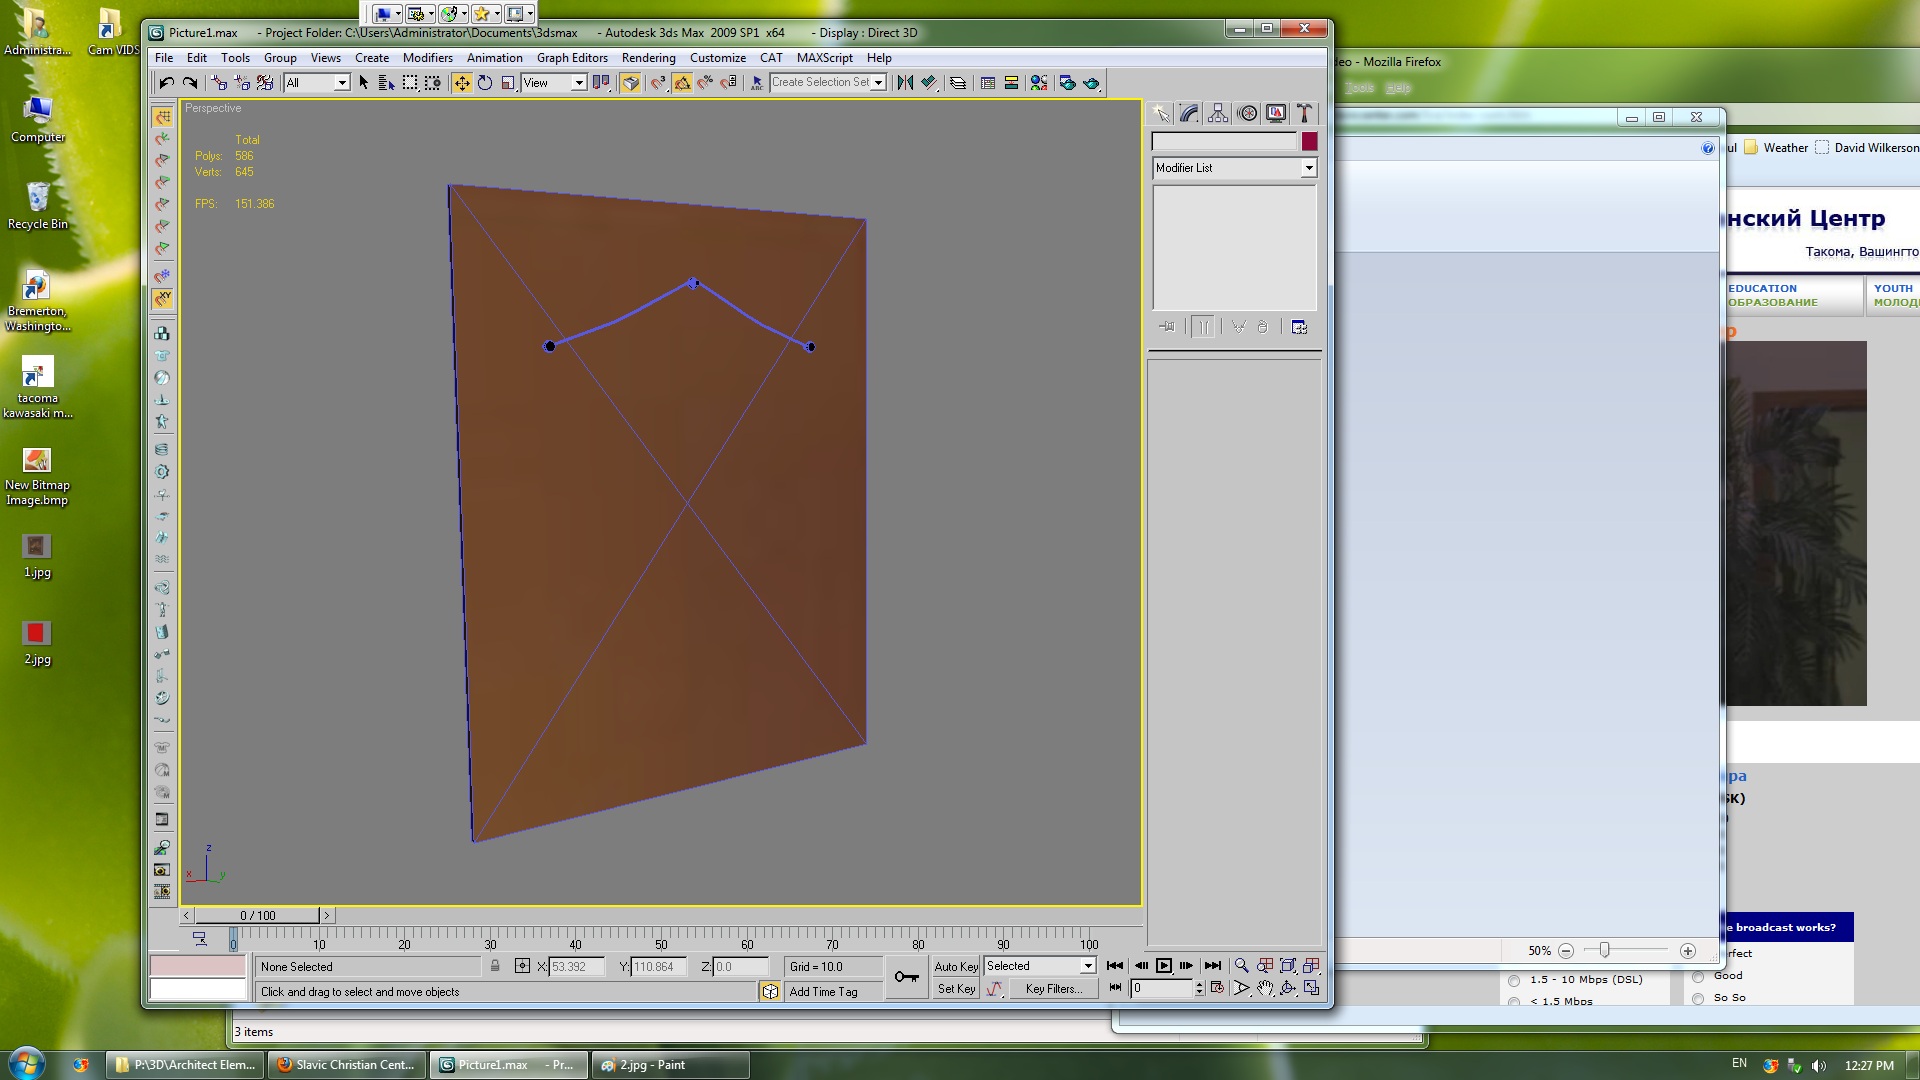 Administra...
Cam VIDS
Computer
Recycle Bin
Bremerton,
Washingto...
tacoma
kawasaki m...
New Bitmap
Image.bmp
1.jpg
2.jpg
Picture1.max - Project Folder: C:\Users\Administrator\Documents\3dsmax - Autodesk 3ds Max 2009 SP1 x64 - Display : Direct 3D
File Edit Tools Group Views Create Modifiers Animation Graph Editors Rendering Customize CAT MAXScript Help
All
View
Create Selection Set
Perspective
Total
Polys: 586
Verts: 645
FPS: 151.386
z
x
y
XY
Modifier List
0 / 100
0 10 20 30 40 50 60 70 80 90 100
None Selected
X: 53.392
Y: 110.864
Z: 0.0
Grid = 10.0
Auto Key
Selected
Click and drag to select and move objects
Add Time Tag
Set Key
Key Filters...
0
3 items
deo - Mozilla Firefox
Tools Help
ul
Weather
David Wilkerson
нский Центр
Такома, Вашингто
EDUCATION
ОБРАЗОВАНИЕ
YOUTH
МОЛОД
р
ра
SK)
50%
e broadcast works?
rfect
Good
So So
1.5 - 10 Mbps (DSL)
< 1.5 Mbps
P:\3D\Architect Elem...
Slavic Christian Cent...
Picture1.max - Pr...
2.jpg - Paint
EN
12:27 PM